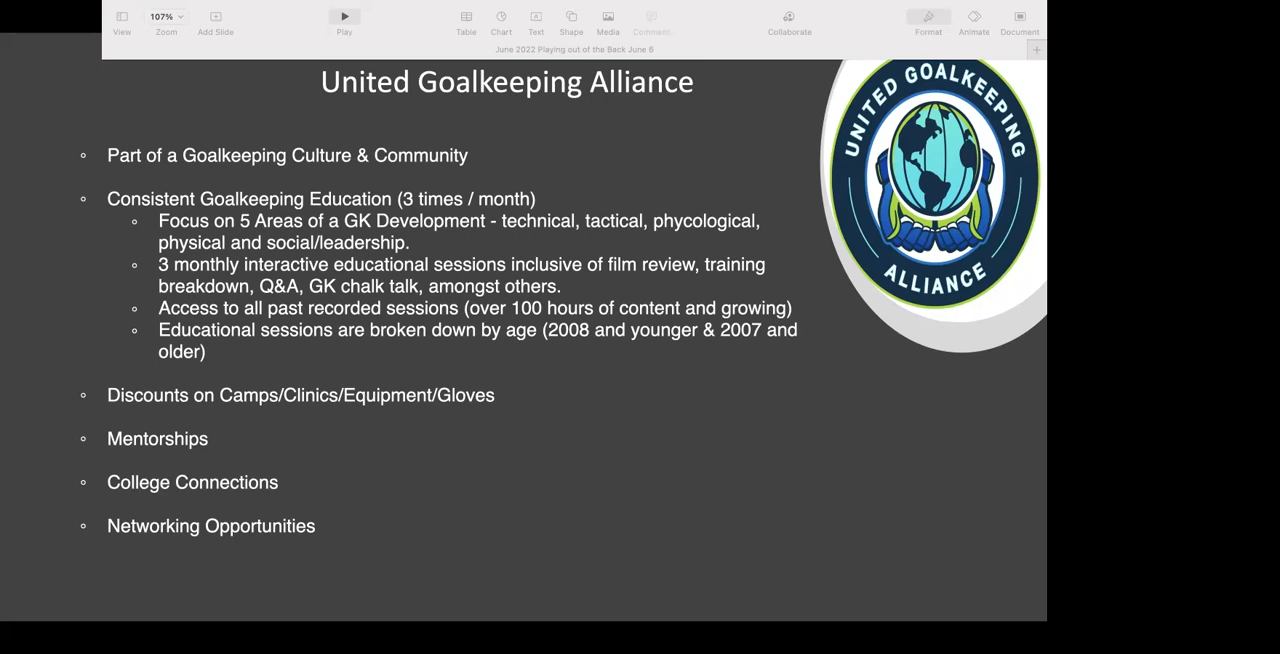 107%
View
Zoom
Add Slide
Play
Table
Chart
Text
Shape
Media
Comment
Collaborate
Format
Animate
Document
June 2022 Playing out of the Back June 6
United Goalkeeping Alliance
UNITED GOALKEEPING
ALLIANCE
Part of a Goalkeeping Culture & Community
Consistent Goalkeeping Education (3 times / month)
Focus on 5 Areas of a GK Development - technical, tactical, phycological,
physical and social/leadership.
3 monthly interactive educational sessions inclusive of film review, training
breakdown, Q&A, GK chalk talk, amongst others.
Access to all past recorded sessions (over 100 hours of content and growing)
Educational sessions are broken down by age (2008 and younger & 2007 and
older)
Discounts on Camps/Clinics/Equipment/Gloves
Mentorships
College Connections
Networking Opportunities